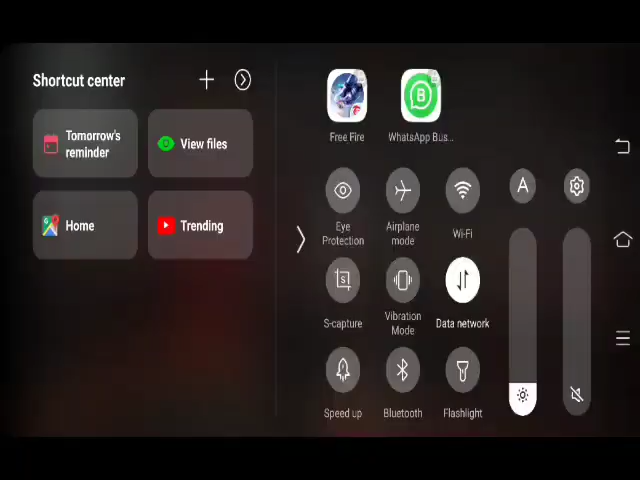 Shortcut center
Tomorrow's
reminder
View files
Home
Trending
Free Fire
WhatsApp Bus...
Eye
Protection
Airplane
mode
Wi-Fi
A
S-capture
Vibration
Mode
Data network
Speed up
Bluetooth
Flashlight